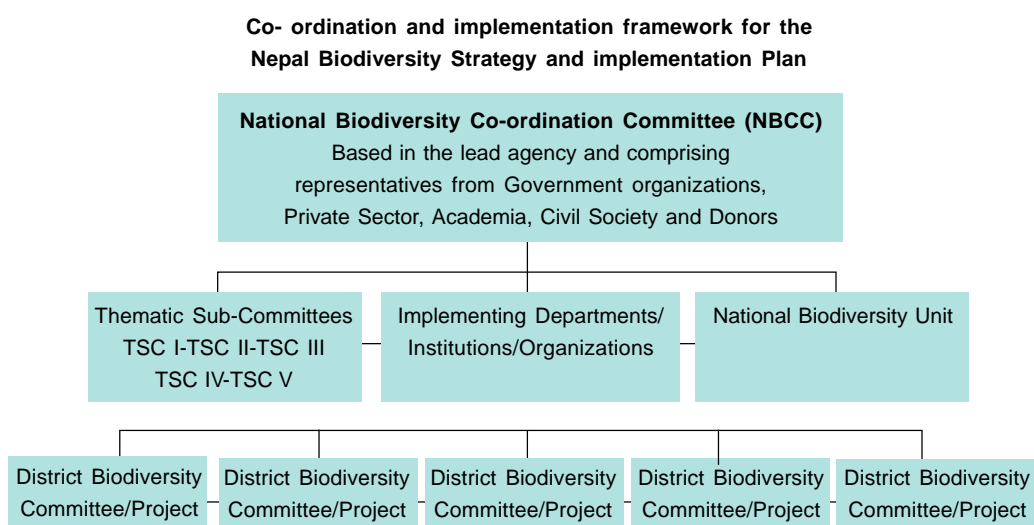 Co- ordination and implementation framework for the
Nepal Biodiversity Strategy and implementation Plan
National Biodiversity Co-ordination Committee (NBCC)
Based in the lead agency and comprising
representatives from Government organizations,
Private Sector, Academia, Civil Society and Donors
Thematic Sub-Committees
TSC I-TSC II-TSC III
TSC IV-TSC V
Implementing Departments/
Institutions/Organizations
National Biodiversity Unit
District Biodiversity
Committee/Project
District Biodiversity
Committee/Project
District Biodiversity
Committee/Project
District Biodiversity
Committee/Project
District Biodiversity
Committee/Project